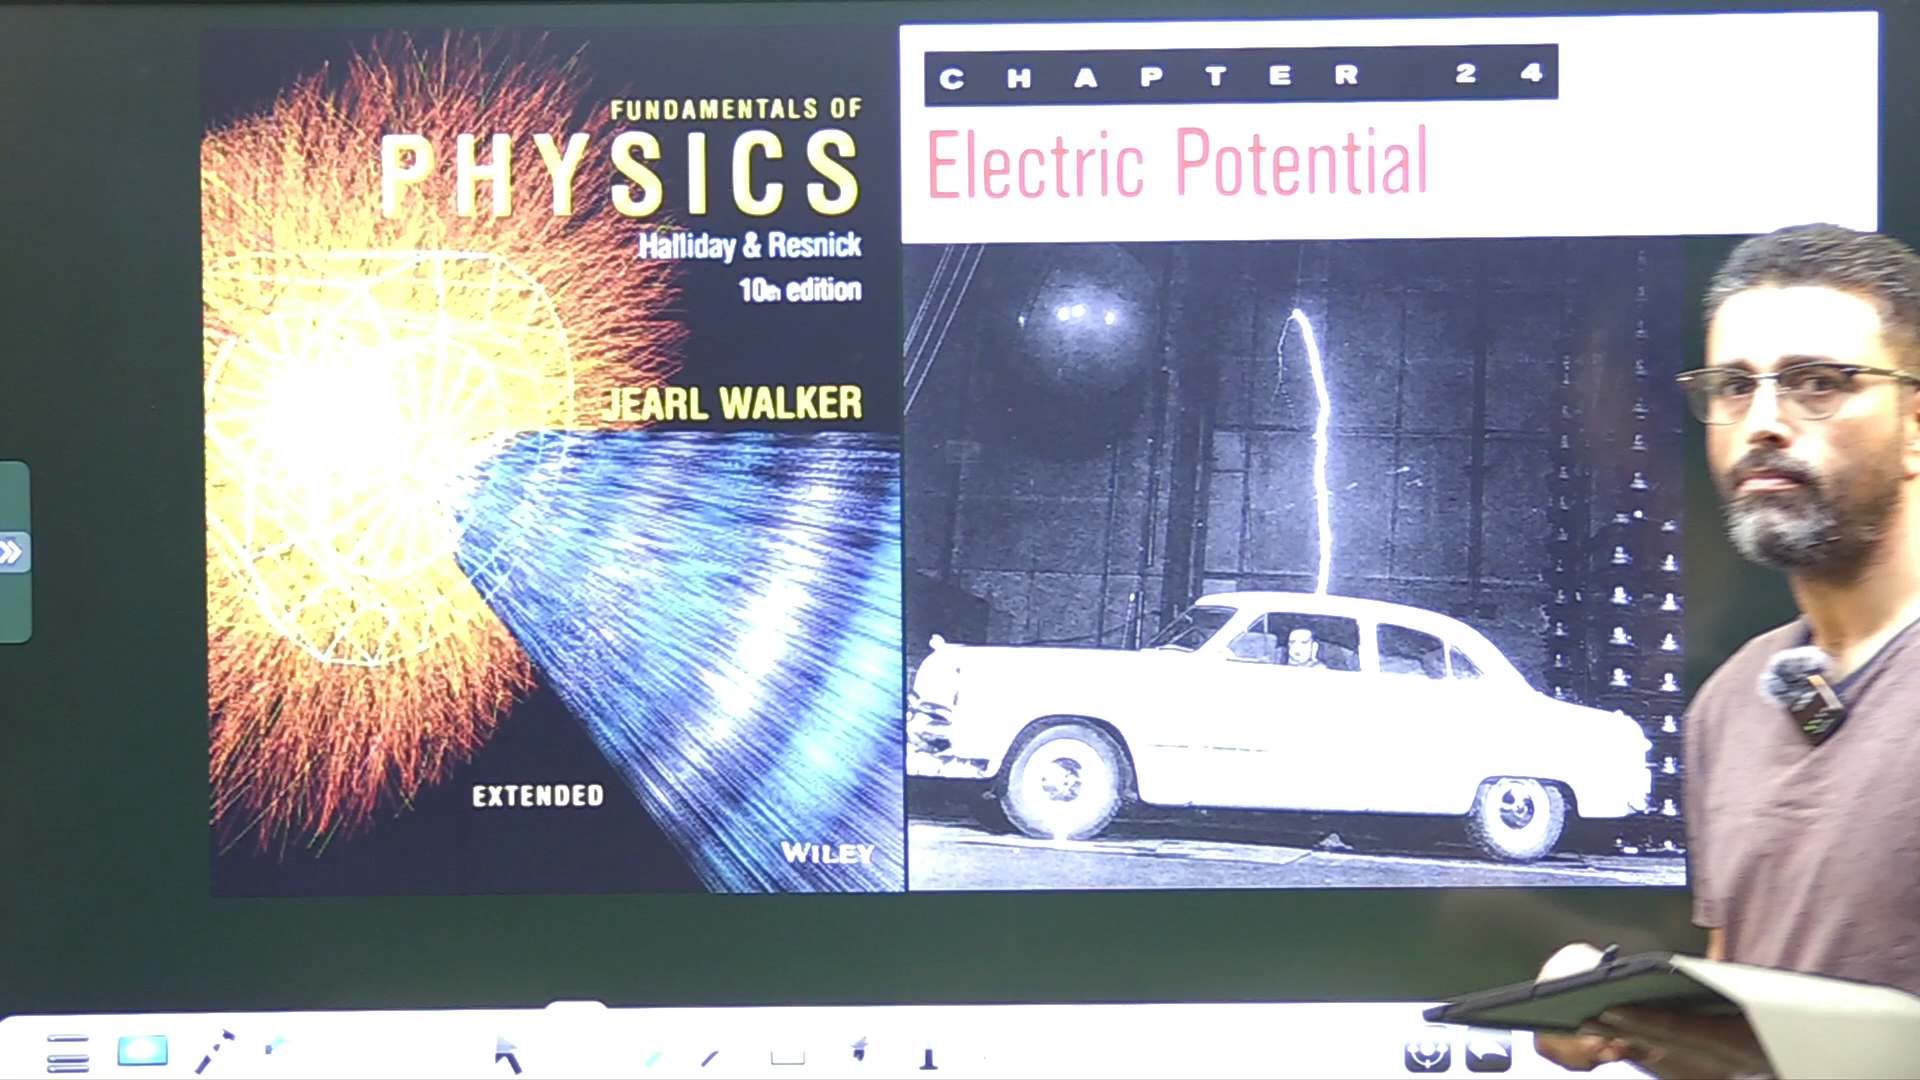 FUNDAMENTALS OF
PHYSICS
Halliday & Resnick
10th edition
JEARL WALKER
EXTENDED
WILEY
CHAPTER 24
Electric Potential